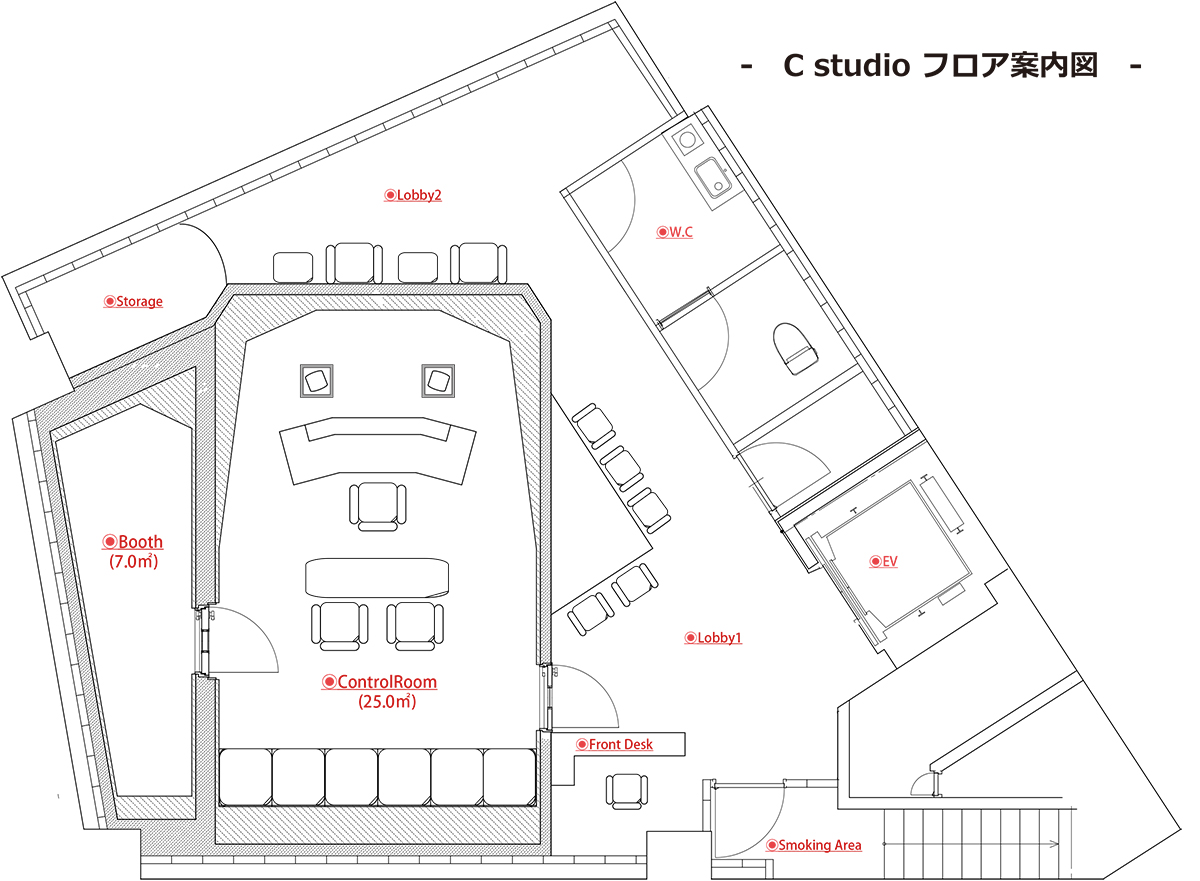 - C studio フロア案内図 -
◉Lobby2
◉W.C
◉Storage
◉Booth
(7.0㎡)
◉EV
◉Lobby1
◉ControlRoom
(25.0㎡)
◉Front Desk
◉Smoking Area